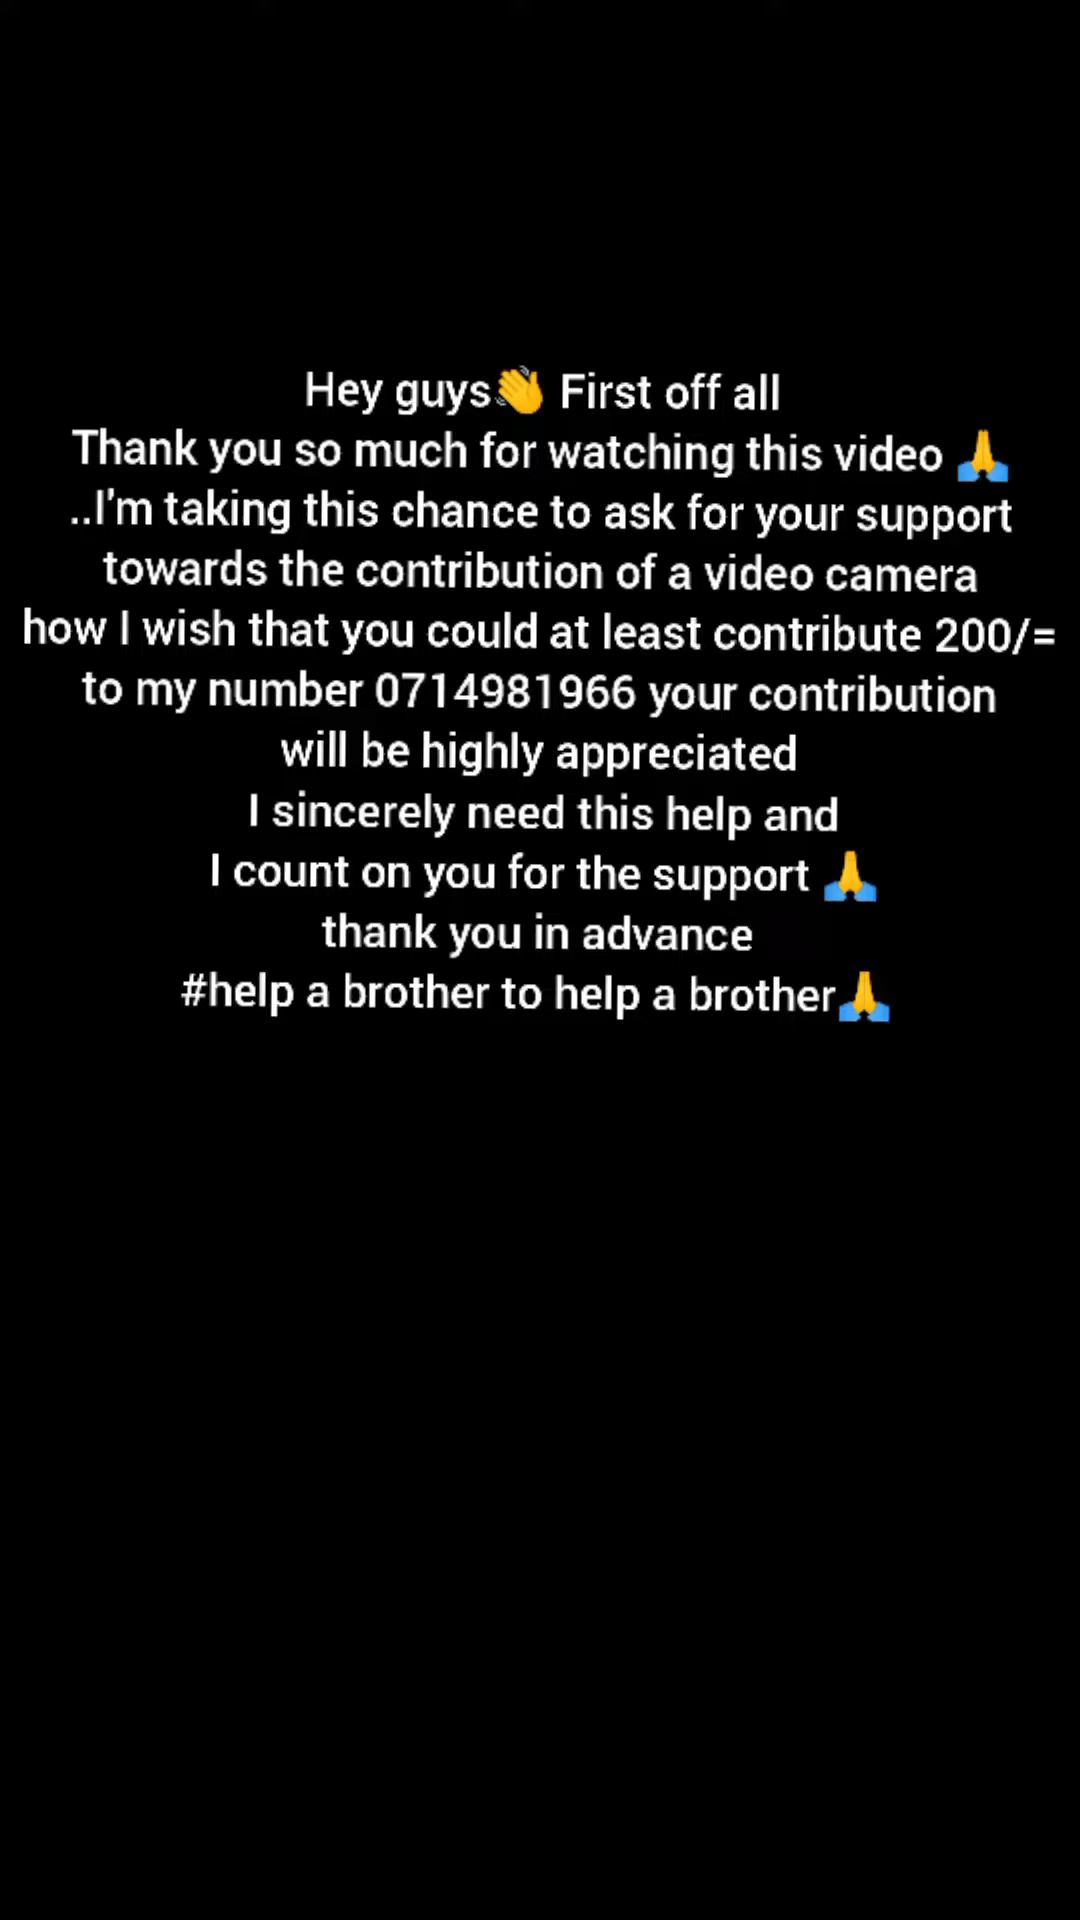 Hey guys👋 First off all
Thank you so much for watching this video 🙏
..I'm taking this chance to ask for your support
towards the contribution of a video camera
how I wish that you could at least contribute 200/=
to my number 0714981966 your contribution
will be highly appreciated
I sincerely need this help and
I count on you for the support 🙏
thank you in advance
#help a brother to help a brother🙏